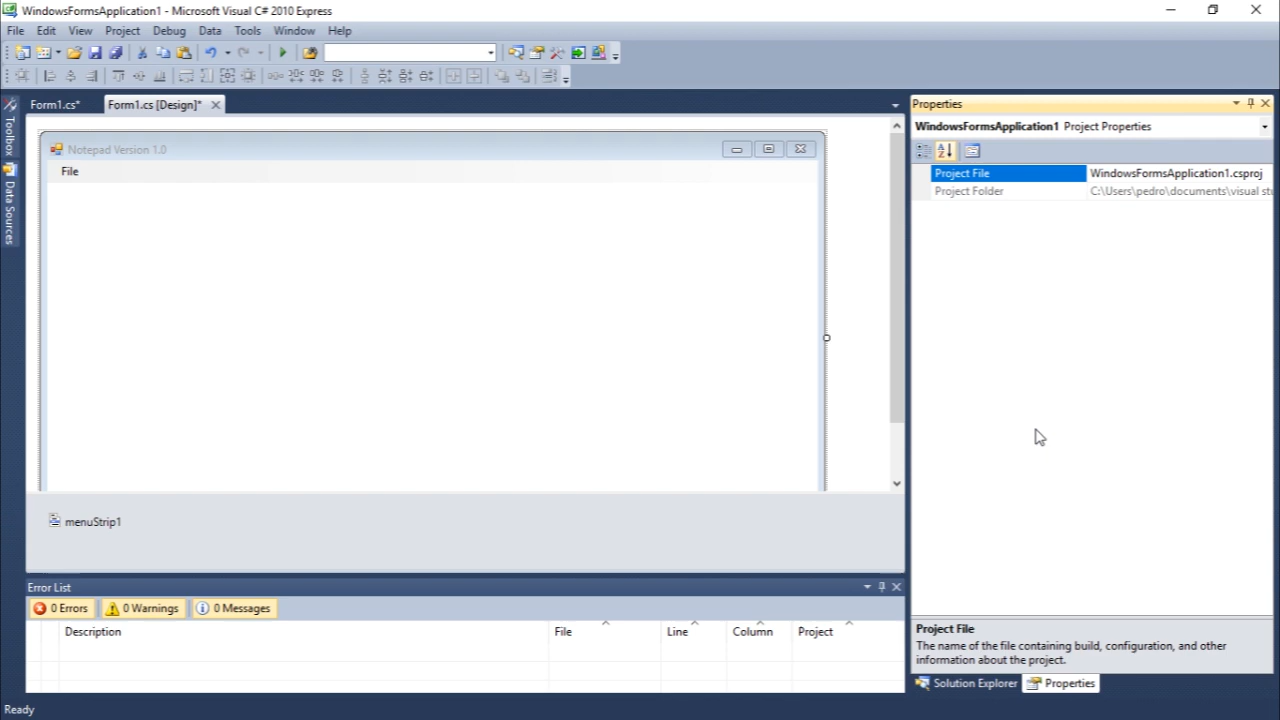 WindowsFormsApplication1 - Microsoft Visual C# 2010 Express
File Edit View Project Debug Data Tools Window Help
Toolbox
Data Sources
Form1.cs* Form1.cs [Design]*
Notepad Version 1.0
File
menuStrip1
Error List
0 Errors 0 Warnings 0 Messages
Description File Line Column Project
Properties
WindowsFormsApplication1 Project Properties
Project File WindowsFormsApplication1.csproj
Project Folder C:\Users\pedro\documents\visual stu
Project File
The name of the file containing build, configuration, and other
information about the project.
Solution Explorer Properties
Ready